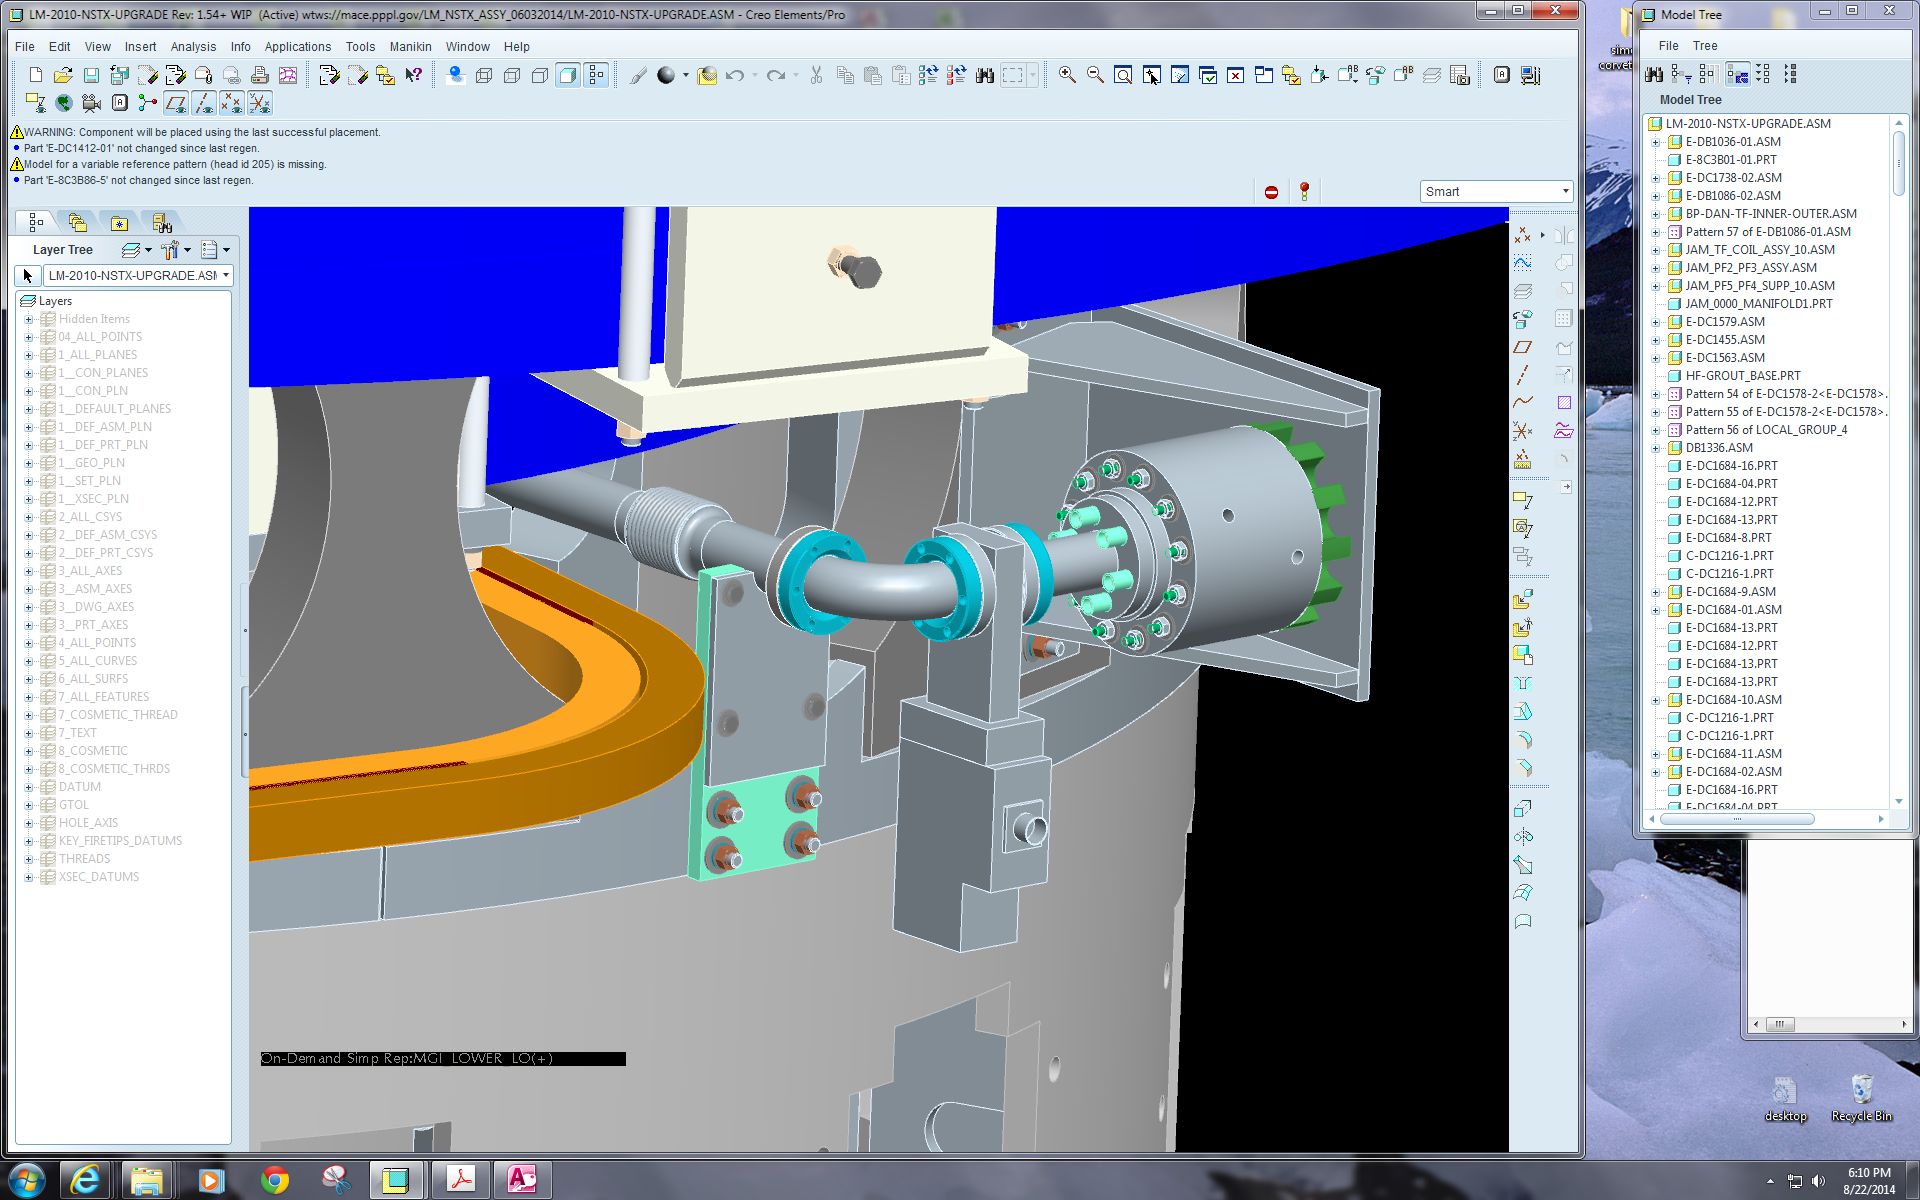 LM-2010-NSTX-UPGRADE Rev: 1.54+ WIP (Active) wtws://mace.pppl.gov/LM_NSTX_ASSY_06032014/LM-2010-NSTX-UPGRADE.ASM - Creo Elements/Pro
File Edit View Insert Analysis Info Applications Tools Manikin Window Help
WARNING: Component will be placed using the last successful placement.
Part 'E-DC1412-01' not changed since last regen.
Model for a variable reference pattern (head id 205) is missing.
Part 'E-8C3B86-5' not changed since last regen.
Smart
Layer Tree
LM-2010-NSTX-UPGRADE.ASM
Layers
Hidden Items
04_ALL_POINTS
1_ALL_PLANES
1__CON_PLANES
1__CON_PLN
1__DEFAULT_PLANES
1__DEF_ASM_PLN
1__DEF_PRT_PLN
1__GEO_PLN
1__SET_PLN
1__XSEC_PLN
2_ALL_CSYS
2__DEF_ASM_CSYS
2__DEF_PRT_CSYS
3_ALL_AXES
3__ASM_AXES
3__DWG_AXES
3__PRT_AXES
4_ALL_POINTS
5_ALL_CURVES
6_ALL_SURFS
7_ALL_FEATURES
7_COSMETIC_THREAD
7_TEXT
8_COSMETIC
8_COSMETIC_THRDS
DATUM
GTOL
HOLE_AXIS
KEY_FIRETIPS_DATUMS
THREADS
XSEC_DATUMS
On-Demand Simp Rep:MGI_LOWER_LO(+)
Model Tree
File Tree
Model Tree
LM-2010-NSTX-UPGRADE.ASM
E-DB1036-01.ASM
E-8C3B01-01.PRT
E-DC1738-02.ASM
E-DB1086-02.ASM
BP-DAN-TF-INNER-OUTER.ASM
Pattern 57 of E-DB1086-01.ASM
JAM_TF_COIL_ASSY_10.ASM
JAM_PF2_PF3_ASSY.ASM
JAM_PF5_PF4_SUPP_10.ASM
JAM_0000_MANIFOLD1.PRT
E-DC1579.ASM
E-DC1455.ASM
E-DC1563.ASM
HF-GROUT_BASE.PRT
Pattern 54 of E-DC1578-2<E-DC1578>.
Pattern 55 of E-DC1578-2<E-DC1578>.
Pattern 56 of LOCAL_GROUP_4
DB1336.ASM
E-DC1684-16.PRT
E-DC1684-04.PRT
E-DC1684-12.PRT
E-DC1684-13.PRT
E-DC1684-8.PRT
C-DC1216-1.PRT
C-DC1216-1.PRT
E-DC1684-9.ASM
E-DC1684-01.ASM
E-DC1684-13.PRT
E-DC1684-12.PRT
E-DC1684-13.PRT
E-DC1684-13.PRT
E-DC1684-10.ASM
C-DC1216-1.PRT
C-DC1216-1.PRT
E-DC1684-11.ASM
E-DC1684-02.ASM
E-DC1684-16.PRT
E-DC1684-04.PRT
desktop
Recycle Bin
6:10 PM
8/22/2014